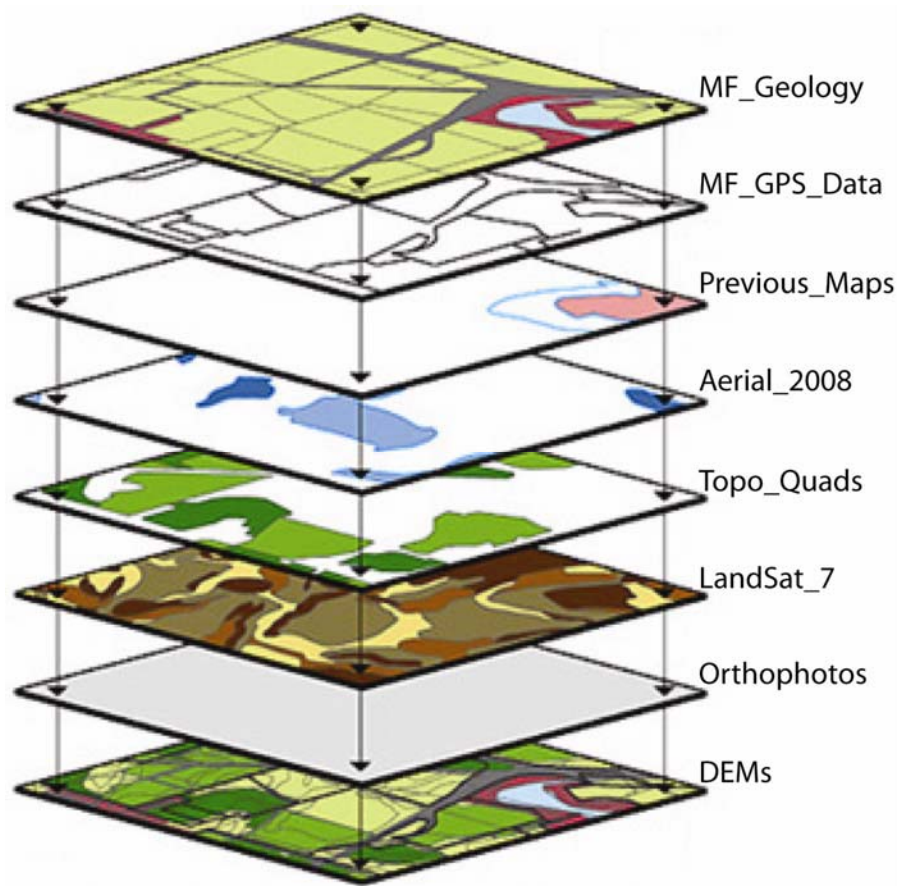 MF_Geology
MF_GPS_Data
Previous_Maps
Aerial_2008
Topo_Quads
LandSat_7
Orthophotos
DEMs